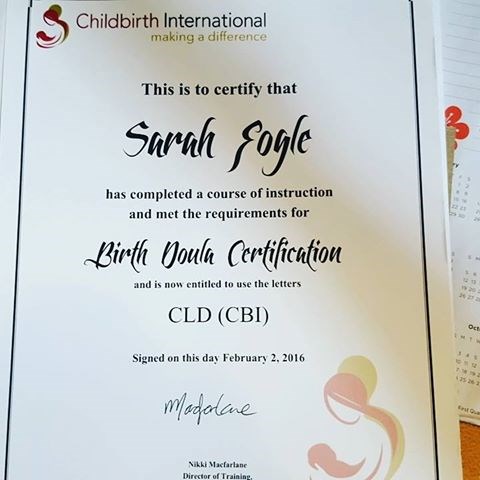 Childbirth International
making a difference
This is to certify that
Sarah Fogle
has completed a course of instruction
and met the requirements for
Birth Doula Certification
and is now entitled to use the letters
CLD (CBI)
Signed on this day February 2, 2016
Macfarlane
Nikki Macfarlane
Director of Training,